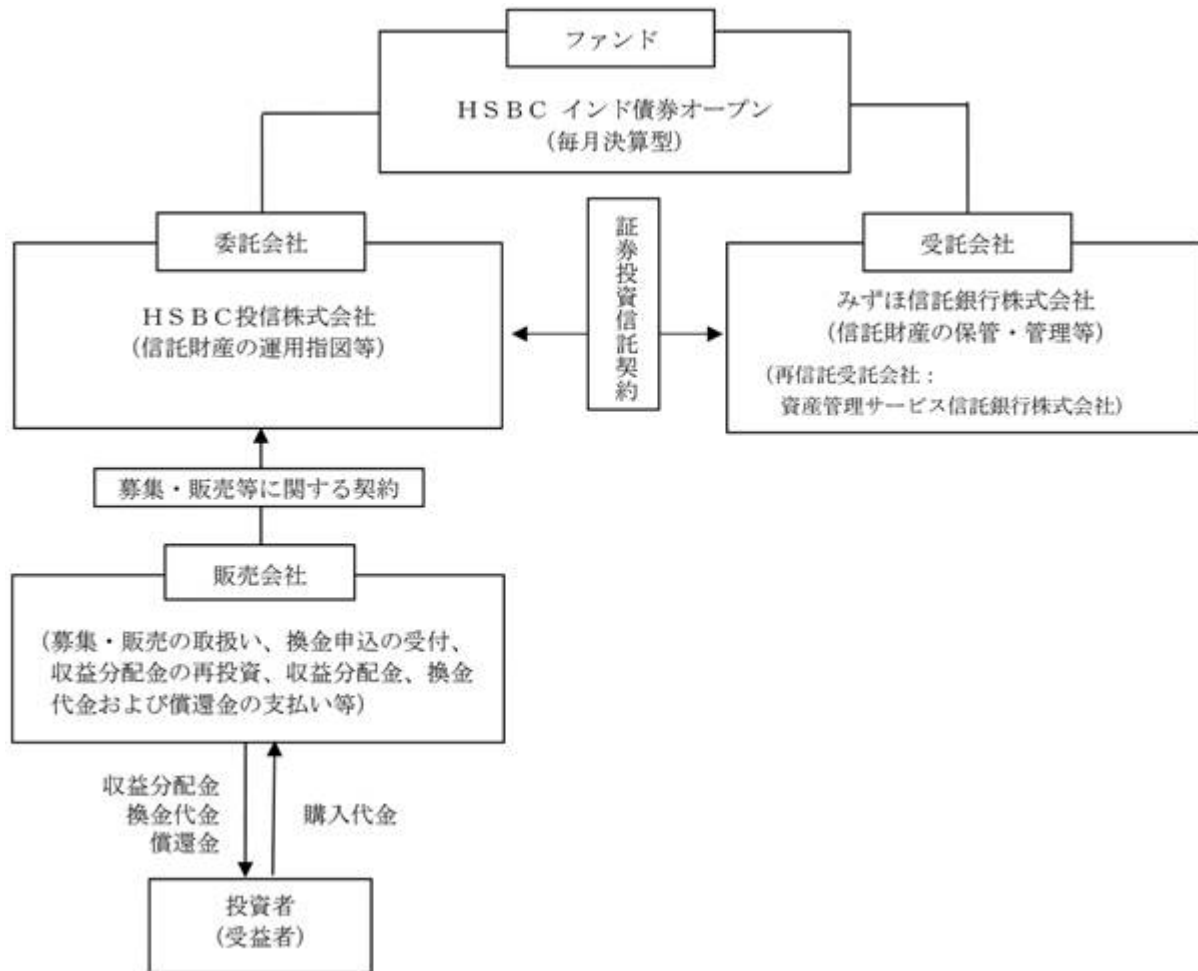 ファンド
HSBC インド債券オープン
(毎月決算型)
委託会社
HSBC投信株式会社
(信託財産の運用指図等)
証券投資信託契約
受託会社
みずほ信託銀行株式会社
(信託財産の保管・管理等)
(再信託受託会社:
資産管理サービス信託銀行株式会社)
募集・販売等に関する契約
販売会社
(募集・販売の取扱い、換金申込の受付、
収益分配金の再投資、収益分配金、換金
代金および償還金の支払い等)
収益分配金
換金代金
償還金
購入代金
投資者
(受益者)